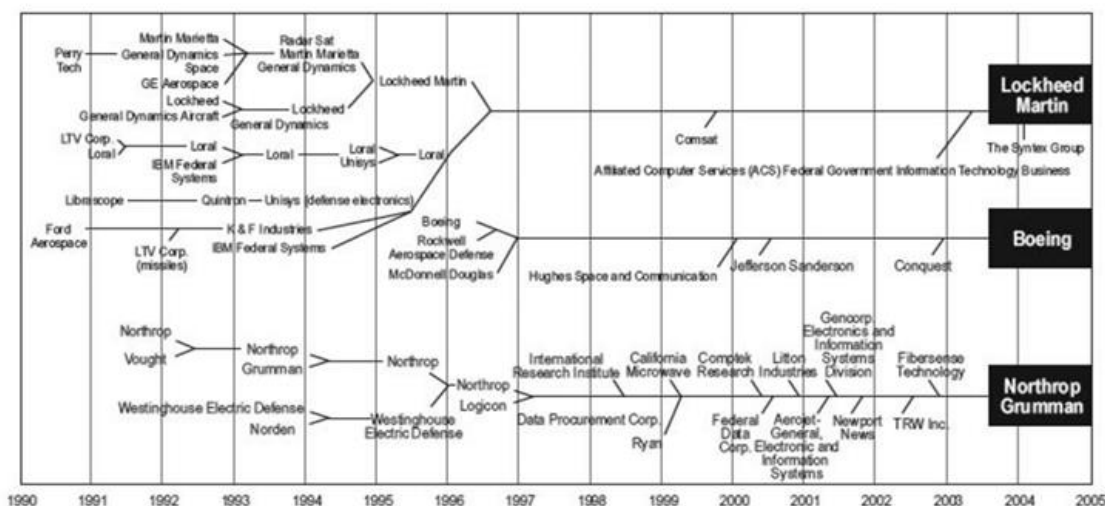 Martin Marietta
Perry Tech
General Dynamics Space
GE Aerospace
Radar Sat
Martin Marietta
General Dynamics
Lockheed
General Dynamics Aircraft
Lockheed
General Dynamics
Lockheed Martin
LTV Corp.
Loral
Loral
IBM Federal Systems
Loral
Loral
Unisys
Loral
Librascope
Quintron
Unisys (defense electronics)
Ford Aerospace
LTV Corp. (missiles)
K & F Industries
IBM Federal Systems
Comsat
Affiliated Computer Services (ACS) Federal Government Information Technology Business
The Syntex Group
Lockheed Martin
Boeing
Rockwell Aerospace Defense
McDonnell Douglas
Hughes Space and Communication
Jefferson Sanderson
Conquest
Boeing
Northrop
Vought
Northrop
Grumman
Northrop
Westinghouse Electric Defense
Norden
Westinghouse Electric Defense
Northrop
Logicon
International Research Institute
Data Procurement Corp.
California Microwave
Ryan
Complek Research
Federal Data Corp.
Litton Industries
Aerojet-General, Electronic and Information Systems
Gencorp. Electronics and Information Systems Division
Newport News
Fibersense Technology
TRW Inc.
Northrop Grumman
1990 1991 1992 1993 1994 1995 1996 1997 1998 1999 2000 2001 2002 2003 2004 2005